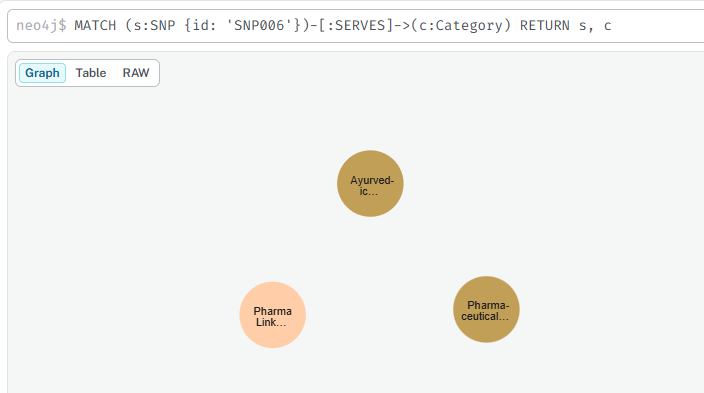 neo4j$ MATCH (s:SNP {id: 'SNP006'})-[:SERVES]->(c:Category) RETURN s, c
Graph Table RAW
Ayurved-
ic...
Pharma
Link...
Pharma-
ceutical...